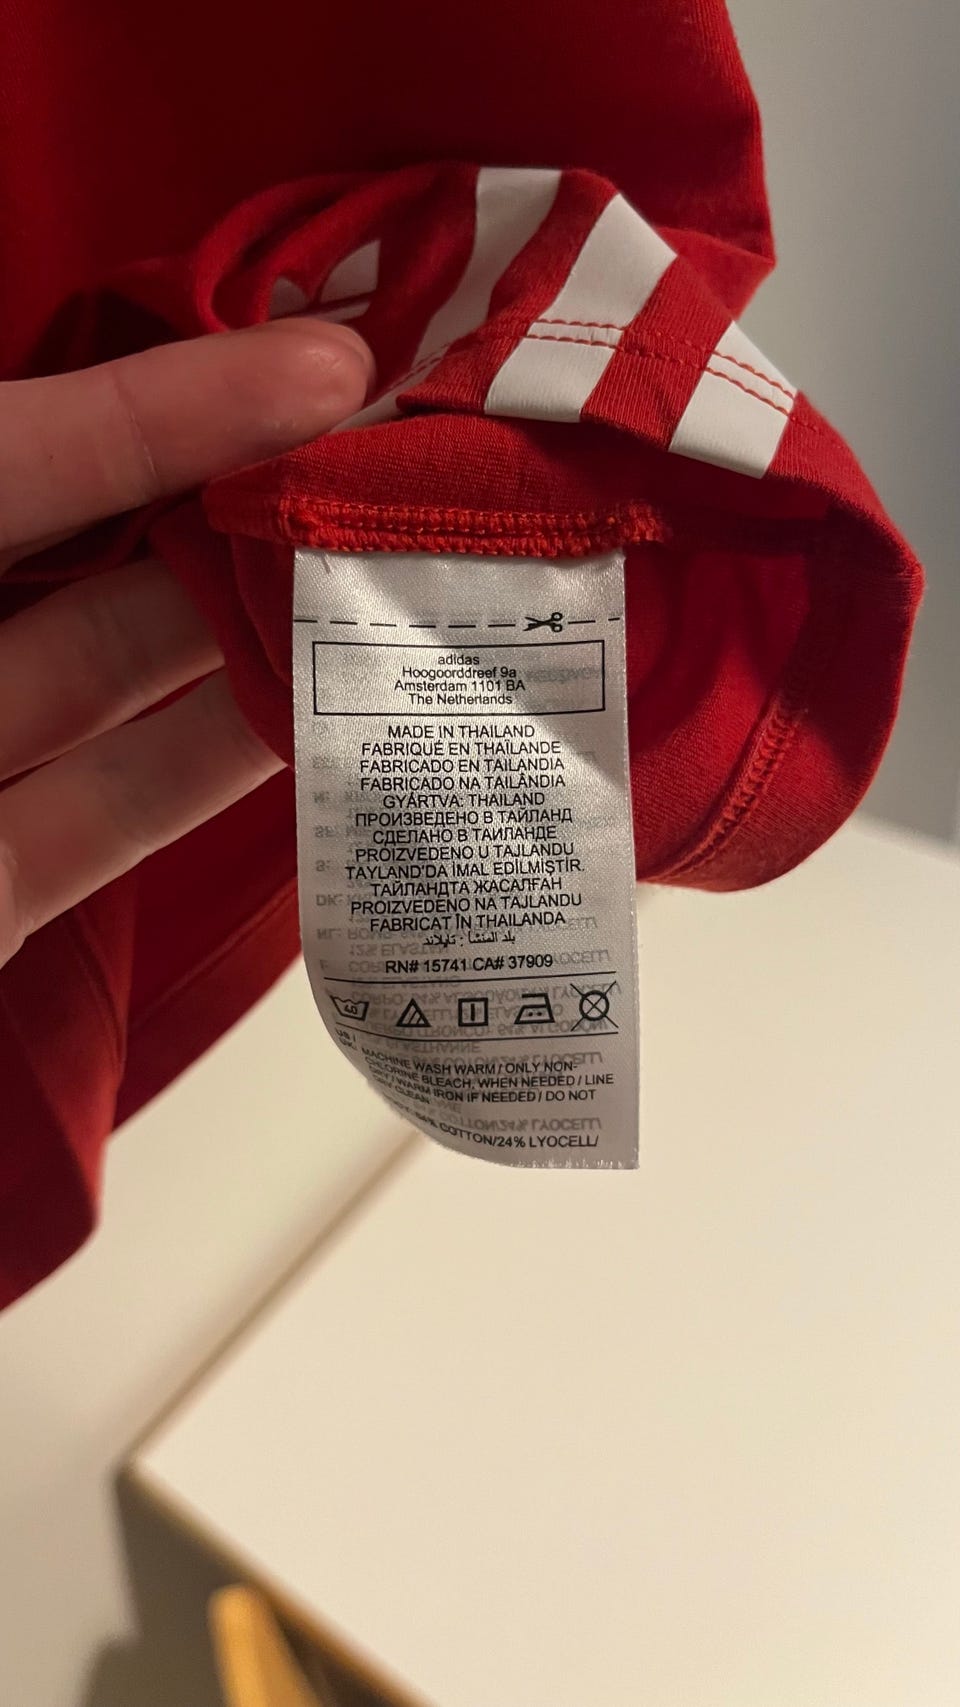 adidas
Hoogoorddreef 9a
Amsterdam 1101 BA
The Netherlands
MADE IN THAILAND
FABRIQUÉ EN THAÏLANDE
FABRICADO EN TAILANDIA
FABRICADO NA TAILÂNDIA
GYÁRTVA: THAILAND
ПРОИЗВЕДЕНО В ТАЙЛАНД
СДЕЛАНО В ТАИЛАНДЕ
PROIZVEDENO U TAJLANDU
TAYLAND'DA İMAL EDİLMİŞTİR.
ТАЙЛАНДТА ЖАСАЛҒАН
PROIZVEDENO NA TAJLANDU
FABRICAT ÎN THAILANDA
بلد المنشأ : تايلاند
RN# 15741 CA# 37909
40
MACHINE WASH WARM / ONLY NON-
CHLORINE BLEACH, WHEN NEEDED / LINE
DRY / WARM IRON IF NEEDED / DO NOT
DRY CLEAN
COTTON/24% LYOCELL/